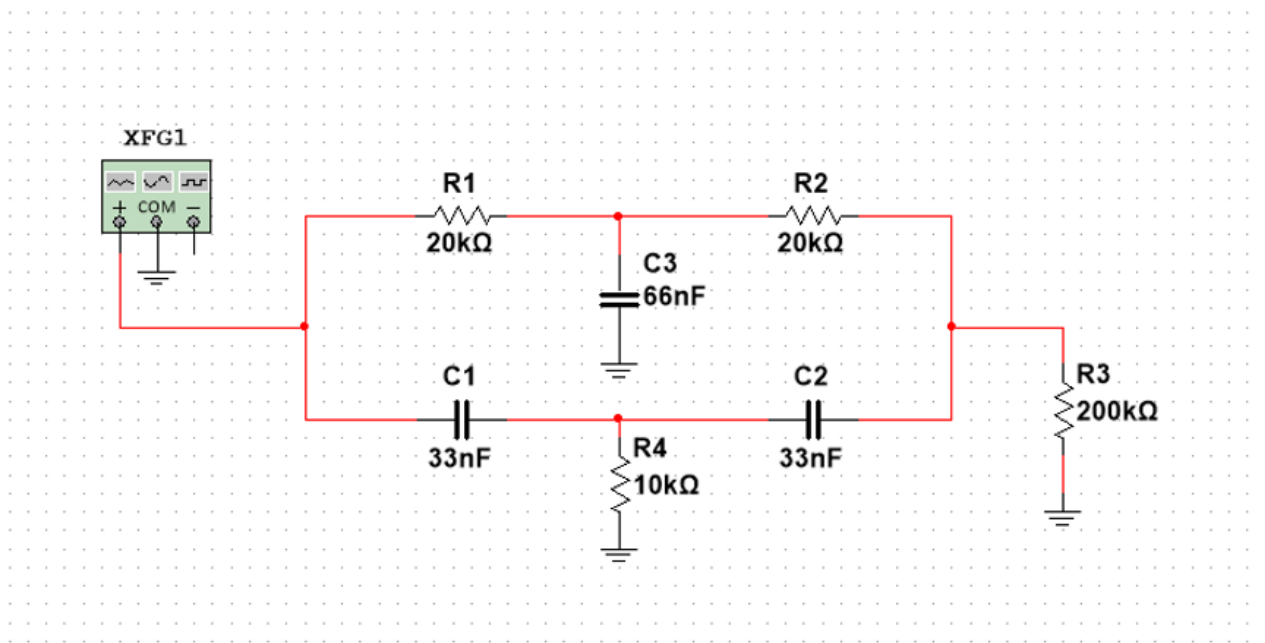 XFG1
+ COM −
R1
20kΩ
R2
20kΩ
C3
66nF
C1
33nF
C2
33nF
R4
10kΩ
R3
200kΩ